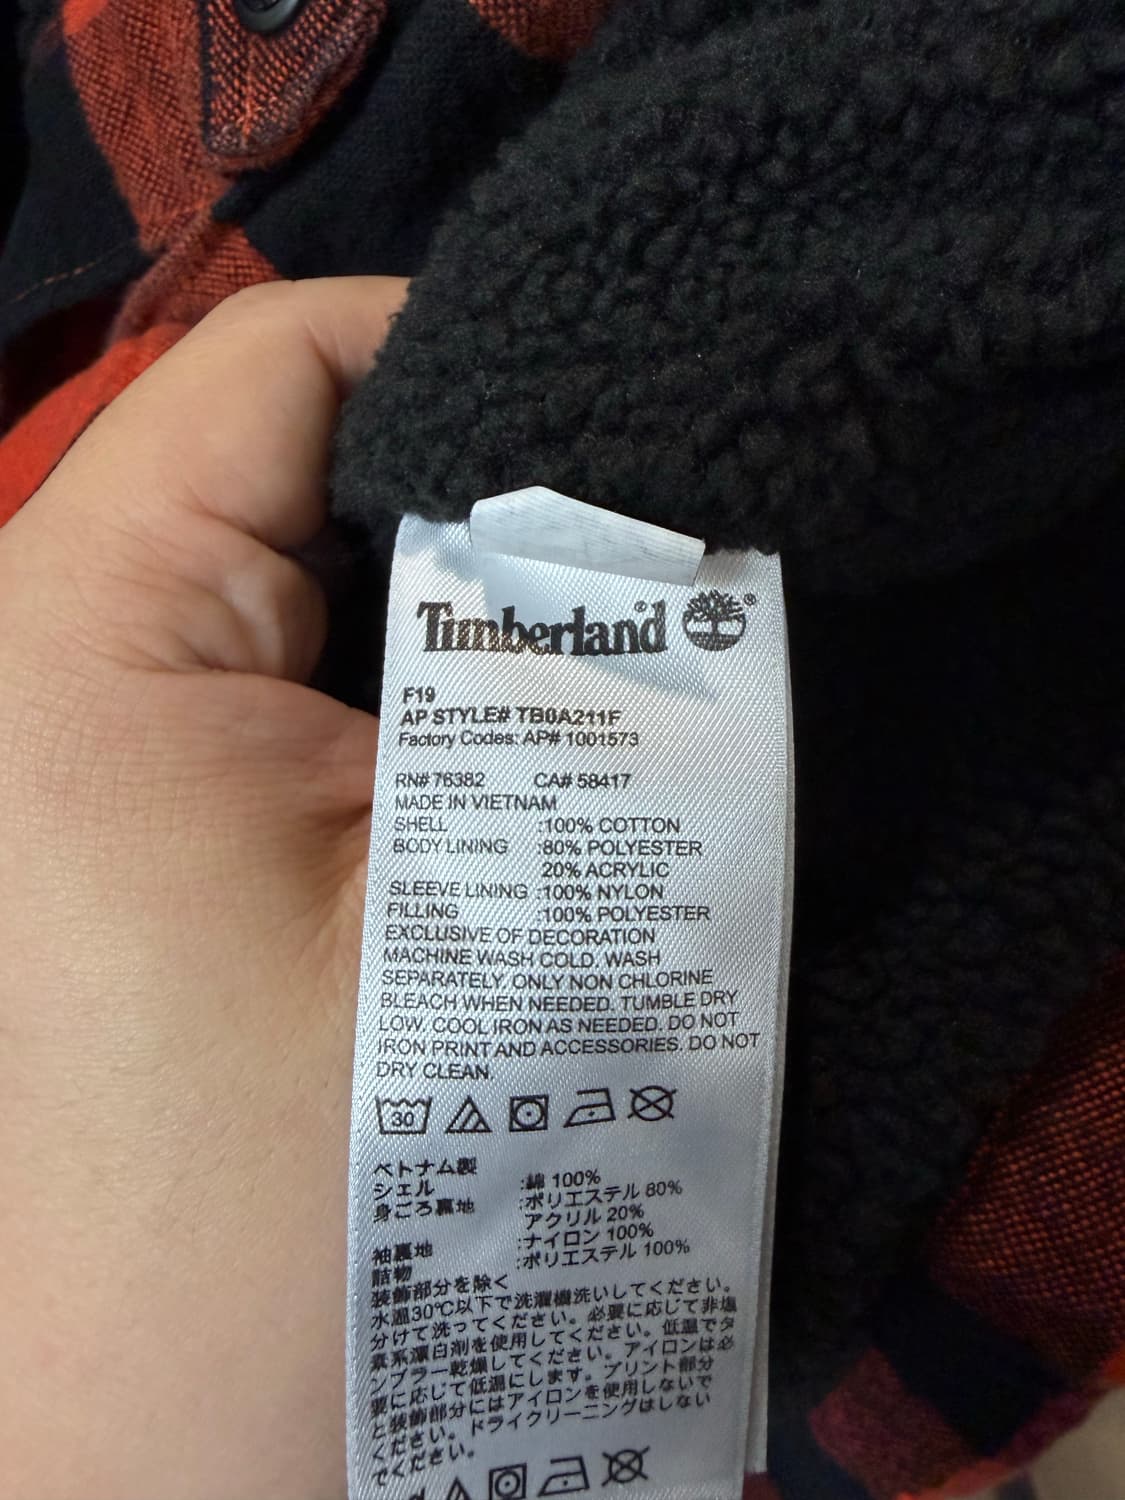 Timberland
F19
AP STYLE# TB0A211F
Factory Codes: AP# 1001573
RN# 76382 CA# 58417
MADE IN VIETNAM
SHELL :100% COTTON
BODY LINING :80% POLYESTER
20% ACRYLIC
SLEEVE LINING :100% NYLON
FILLING :100% POLYESTER
EXCLUSIVE OF DECORATION
MACHINE WASH COLD. WASH
SEPARATELY. ONLY NON CHLORINE
BLEACH WHEN NEEDED. TUMBLE DRY
LOW. COOL IRON AS NEEDED. DO NOT
IRON PRINT AND ACCESSORIES. DO NOT
DRY CLEAN.
30
ベトナム製
シェル :綿 100%
身ごろ裏地 :ポリエステル 80%
アクリル 20%
袖裏地 :ナイロン 100%
詰物 :ポリエステル 100%
装飾部分を除く
水温30℃以下で洗濯機洗いしてください。
分けて洗ってください。必要に応じて非塩
素系漂白剤を使用してください。低温でタ
ンブラー乾燥してください。アイロンは必
要に応じて低温にします。プリント部分
と装飾部分にはアイロンを使用しないで
ください。ドライクリーニングはしない
でください。